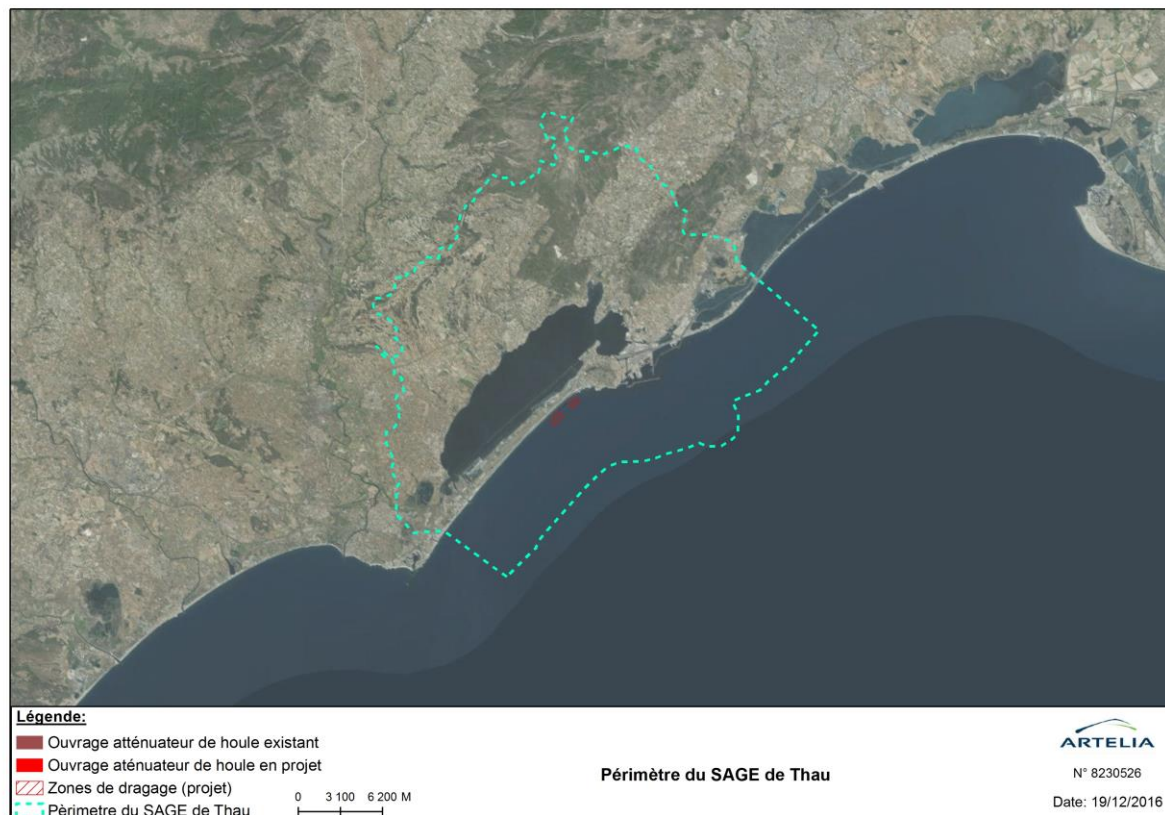 Légende:
Ouvrage atténuateur de houle existant
Ouvrage aténuateur de houle en projet
Zones de dragage (projet)
Pèrimetre du SAGE de Thau
0 3 100 6 200 M
Périmètre du SAGE de Thau
ARTELIA
N° 8230526
Date: 19/12/2016